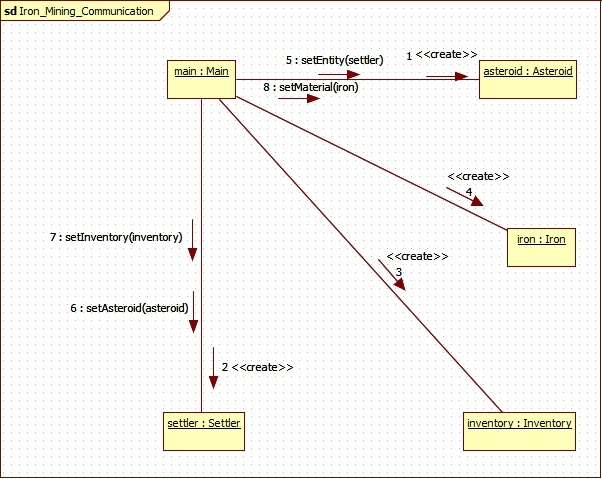 sd Iron_Mining_Communication
5 : setEntity(settler)
1 <<create>>
main : Main
asteroid : Asteroid
8 : setMaterial(iron)
<<create>>
4
7 : setInventory(inventory)
iron : Iron
<<create>>
3
6 : setAsteroid(asteroid)
2 <<create>>
settler : Settler
inventory : Inventory